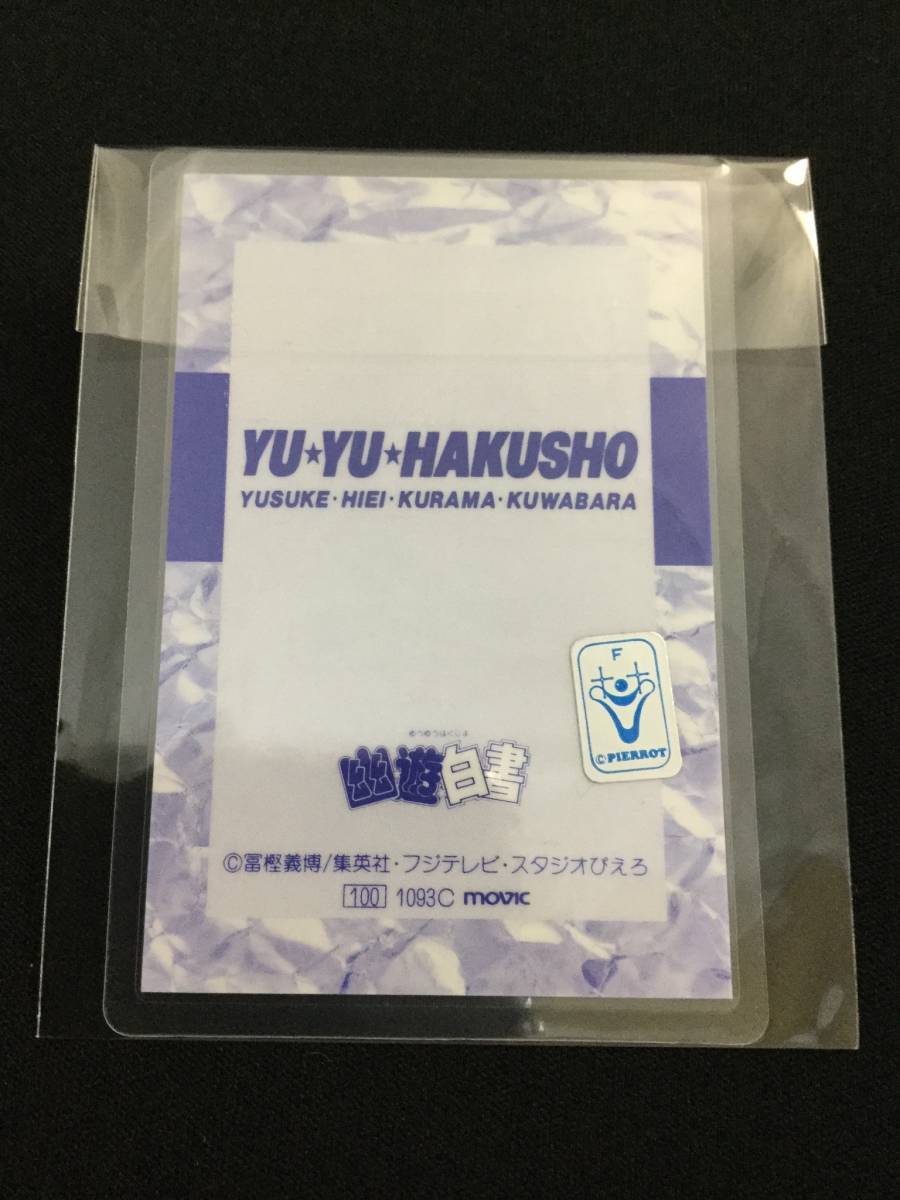 YU★YU★HAKUSHO
YUSUKE・HIEI・KURAMA・KUWABARA
F
©PIERROT
ゆうゆうはくしょ
幽遊白書
©冨樫義博/集英社・フジテレビ・スタジオぴえろ
100 1093C movic